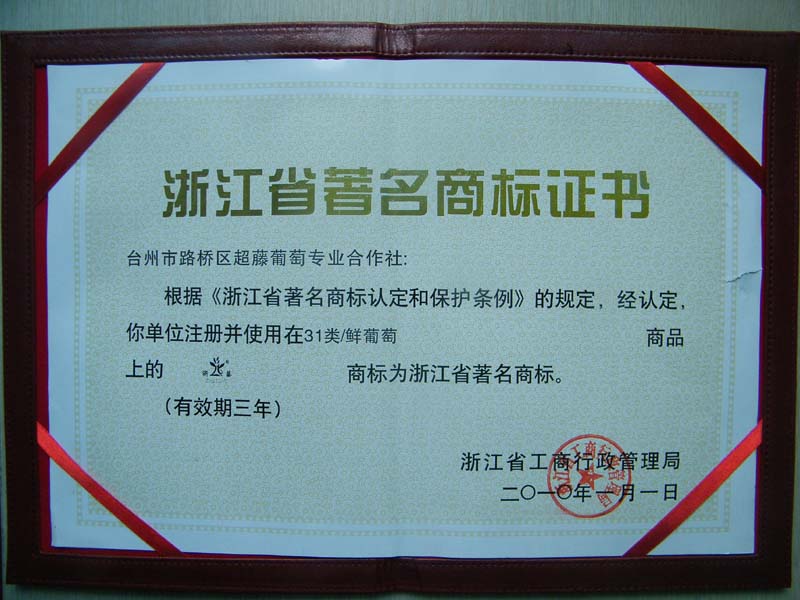 浙江省著名商标证书
台州市路桥区超藤葡萄专业合作社:
根据《浙江省著名商标认定和保护条例》的规定,经认定,
你单位注册并使用在31类/鲜葡萄 商品
上的 商标为浙江省著名商标。
(有效期三年)
浙江省工商行政管理局
二〇一〇年一月一日